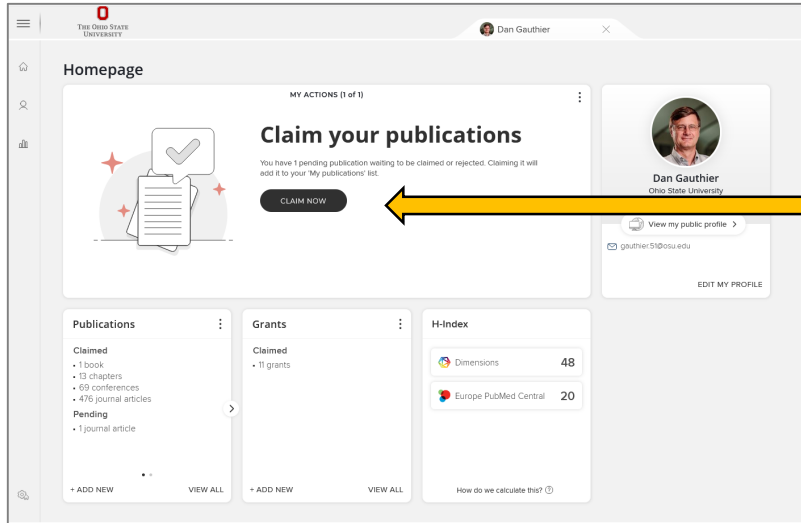 THE OHIO STATE
UNIVERSITY
Dan Gauthier
Homepage
MY ACTIONS (1 of 1)
Claim your publications
You have 1 pending publication waiting to be claimed or rejected. Claiming it will
add it to your 'My publications' list.
CLAIM NOW
Dan Gauthier
Ohio State University
View my public profile >
gauthier.51@osu.edu
EDIT MY PROFILE
Publications
Claimed
• 1 book
• 13 chapters
• 69 conferences
• 476 journal articles
Pending
• 1 journal article
+ ADD NEW
VIEW ALL
Grants
Claimed
• 11 grants
+ ADD NEW
VIEW ALL
H-Index
Dimensions 48
Europe PubMed Central 20
How do we calculate this? ?